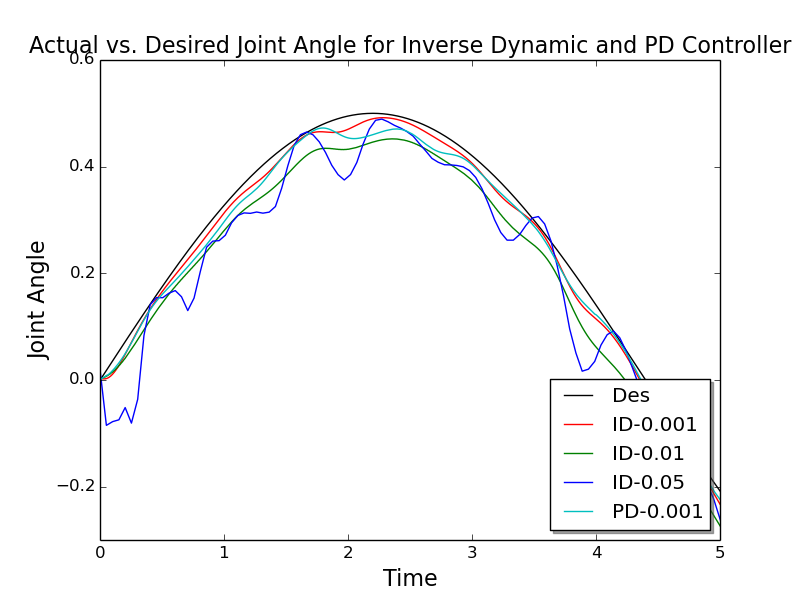 Actual vs. Desired Joint Angle for Inverse Dynamic and PD Controller
0.6
0.4
0.2
0.0
−0.2
Joint Angle
Des
ID-0.001
ID-0.01
ID-0.05
PD-0.001
0 1 2 3 4 5
Time